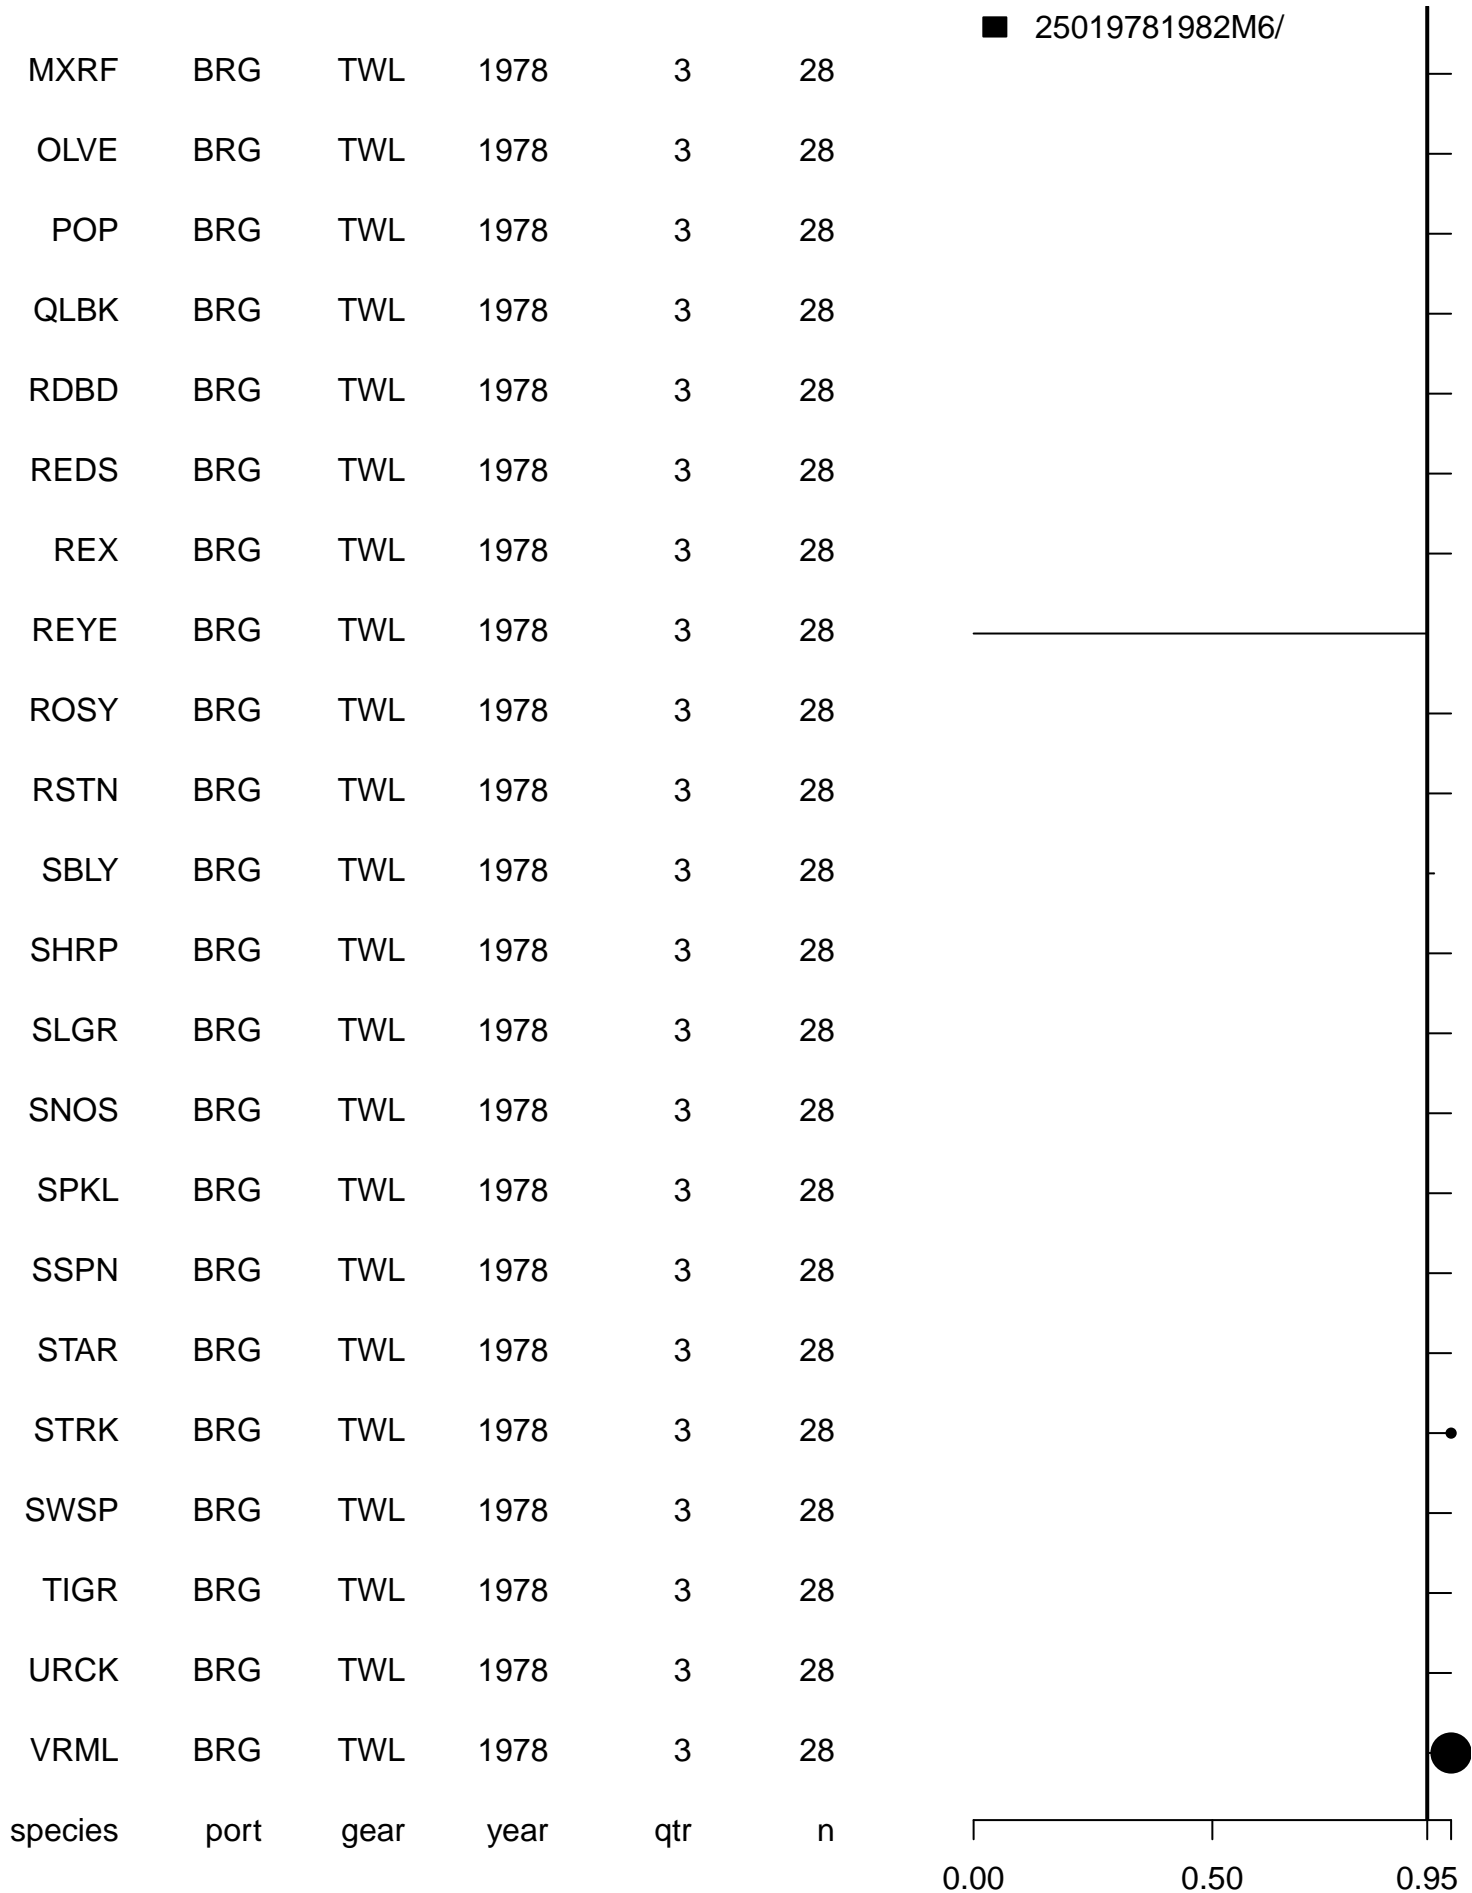 25019781982M6/
MXRF BRG TWL 1978 3 28
OLVE BRG TWL 1978 3 28
POP BRG TWL 1978 3 28
QLBK BRG TWL 1978 3 28
RDBD BRG TWL 1978 3 28
REDS BRG TWL 1978 3 28
REX BRG TWL 1978 3 28
REYE BRG TWL 1978 3 28
ROSY BRG TWL 1978 3 28
RSTN BRG TWL 1978 3 28
SBLY BRG TWL 1978 3 28
SHRP BRG TWL 1978 3 28
SLGR BRG TWL 1978 3 28
SNOS BRG TWL 1978 3 28
SPKL BRG TWL 1978 3 28
SSPN BRG TWL 1978 3 28
STAR BRG TWL 1978 3 28
STRK BRG TWL 1978 3 28
SWSP BRG TWL 1978 3 28
TIGR BRG TWL 1978 3 28
URCK BRG TWL 1978 3 28
VRML BRG TWL 1978 3 28
species port gear year qtr n
0.00 0.50 0.95